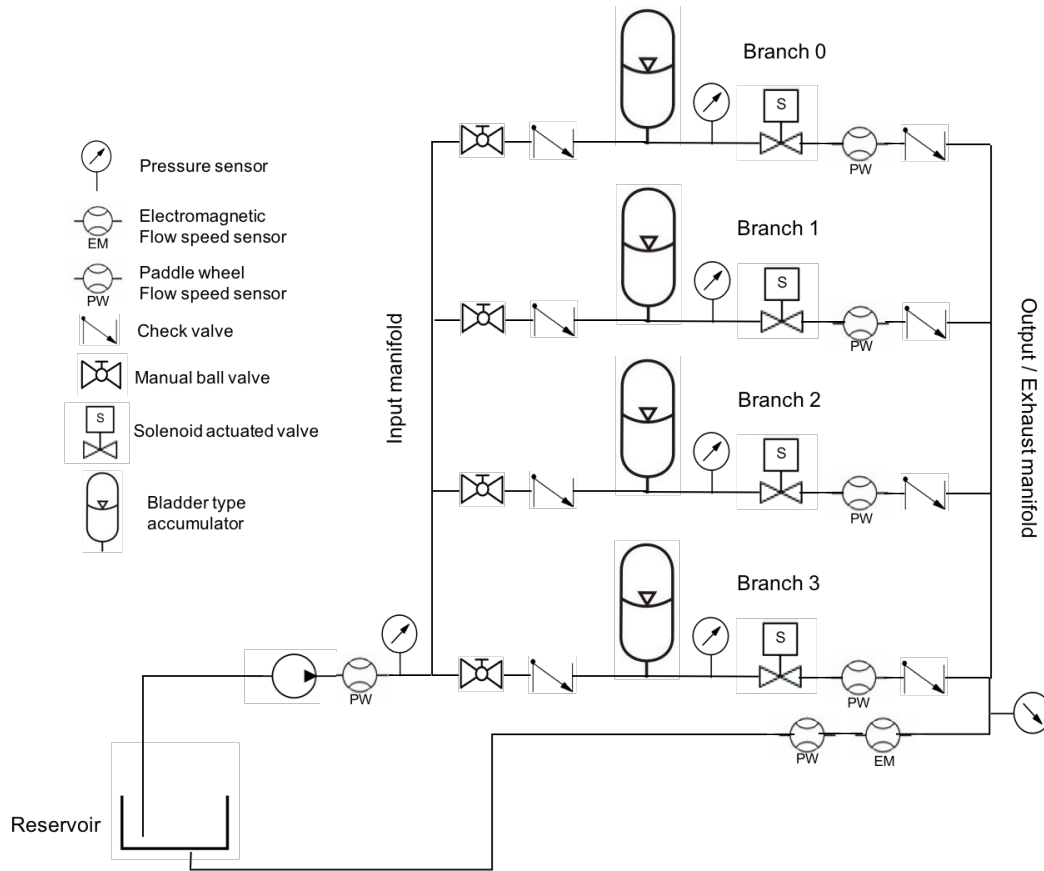 Branch 0
S
PW
Pressure sensor
Electromagnetic
Flow speed sensor
EM
Paddle wheel
Flow speed sensor
PW
Check valve
Manual ball valve
S
Solenoid actuated valve
Bladder type
accumulator
Input manifold
Branch 1
S
PW
Output / Exhaust manifold
Branch 2
S
PW
Branch 3
S
PW
PW
PW
EM
Reservoir